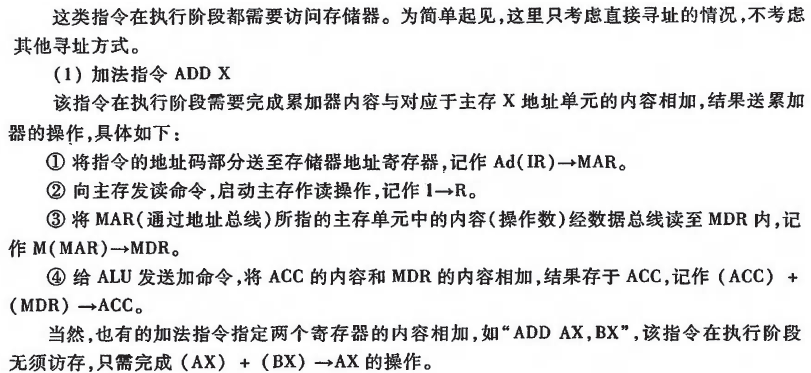 这类指令在执行阶段都需要访问存储器。为简单起见,这里只考虑直接寻址的情况,不考虑
其他寻址方式。
(1) 加法指令 ADD X
该指令在执行阶段需要完成累加器内容与对应于主存 X 地址单元的内容相加,结果送累加
器的操作,具体如下:
① 将指令的地址码部分送至存储器地址寄存器,记作 Ad(IR)→MAR。
② 向主存发读命令,启动主存作读操作,记作 1→R。
③ 将 MAR(通过地址总线)所指的主存单元中的内容(操作数)经数据总线读至 MDR 内,记
作 M(MAR)→MDR。
④ 给 ALU 发送加命令,将 ACC 的内容和 MDR 的内容相加,结果存于 ACC,记作 (ACC) +
(MDR) →ACC。
当然,也有的加法指令指定两个寄存器的内容相加,如“ADD AX,BX”,该指令在执行阶段
无须访存,只需完成 (AX) + (BX) →AX 的操作。